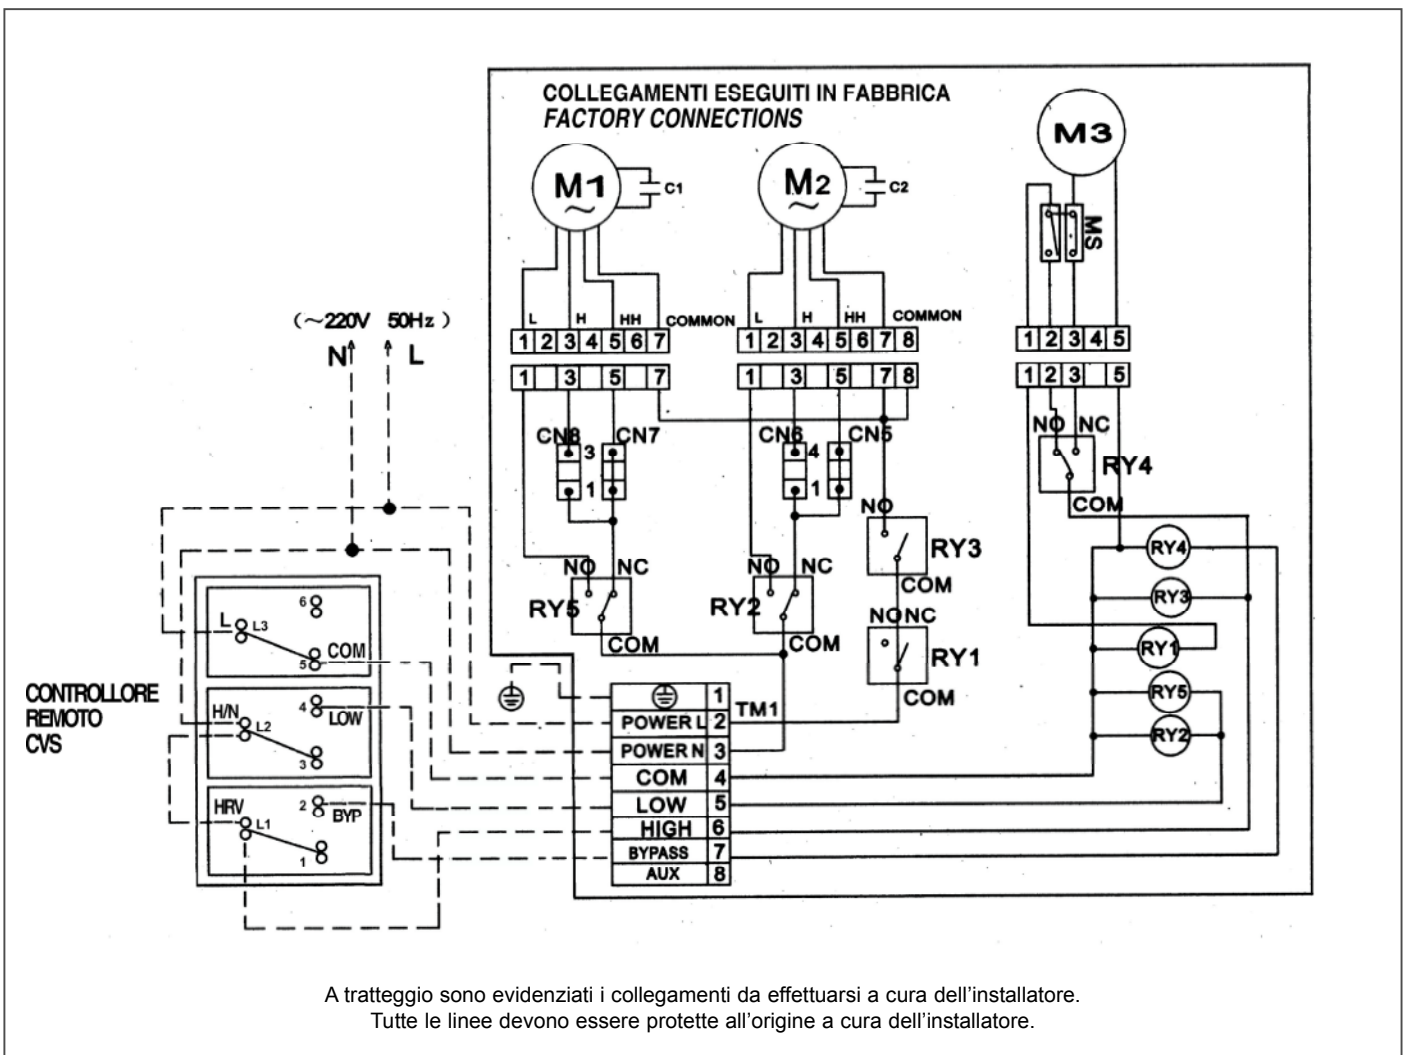 COLLEGAMENTI ESEGUITI IN FABBRICA
FACTORY CONNECTIONS
M1
C1
M2
C2
M3
MS
(~220V 50Hz)
N L
L H HH COMMON
1 2 3 4 5 6 7
1 3 5 7
L H HH COMMON
1 2 3 4 5 6 7 8
1 3 5 7 8
1 2 3 4 5
1 2 3 5
CN8 3 CN7
1
CN6 4 CN5
1
NO NC
RY4
COM
NO
RY3
COM
NO NC
RY5
COM
NO NC
RY2
COM
NO NC
RY1
COM
RY4
RY3
RY1
RY5
RY2
CONTROLLORE
REMOTO
CVS
6
L L3
COM
5
H/N 4
LOW
L2
3
HRV 2
BYP
L1
1
1
TM1
POWER L 2
POWER N 3
COM 4
LOW 5
HIGH 6
BYPASS 7
AUX 8
A tratteggio sono evidenziati i collegamenti da effettuarsi a cura dell'installatore.
Tutte le linee devono essere protette all'origine a cura dell'installatore.